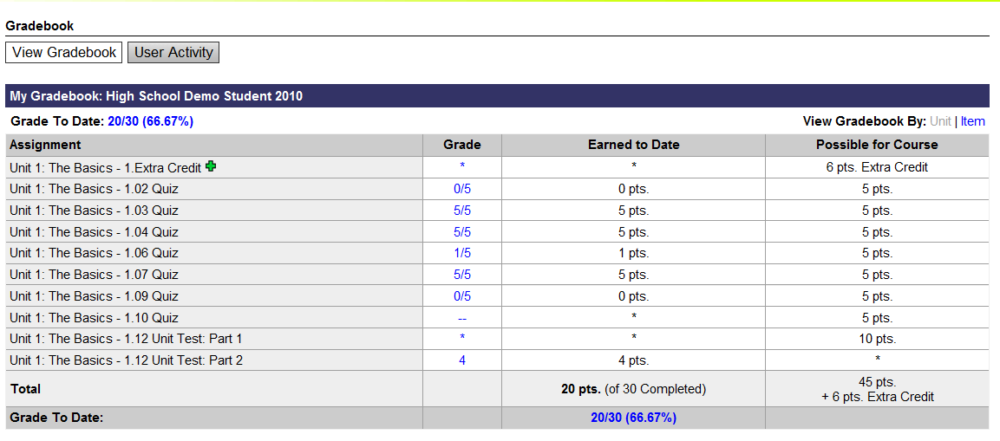 Gradebook
View Gradebook User Activity
My Gradebook: High School Demo Student 2010
Grade To Date: 20/30 (66.67%) View Gradebook By: Unit | Item
Assignment Grade Earned to Date Possible for Course
Unit 1: The Basics - 1.Extra Credit * * 6 pts. Extra Credit
Unit 1: The Basics - 1.02 Quiz 0/5 0 pts. 5 pts.
Unit 1: The Basics - 1.03 Quiz 5/5 5 pts. 5 pts.
Unit 1: The Basics - 1.04 Quiz 5/5 5 pts. 5 pts.
Unit 1: The Basics - 1.06 Quiz 1/5 1 pts. 5 pts.
Unit 1: The Basics - 1.07 Quiz 5/5 5 pts. 5 pts.
Unit 1: The Basics - 1.09 Quiz 0/5 0 pts. 5 pts.
Unit 1: The Basics - 1.10 Quiz -- * 5 pts.
Unit 1: The Basics - 1.12 Unit Test: Part 1 * * 10 pts.
Unit 1: The Basics - 1.12 Unit Test: Part 2 4 4 pts. *
Total 20 pts. (of 30 Completed) 45 pts.
+ 6 pts. Extra Credit
Grade To Date: 20/30 (66.67%)